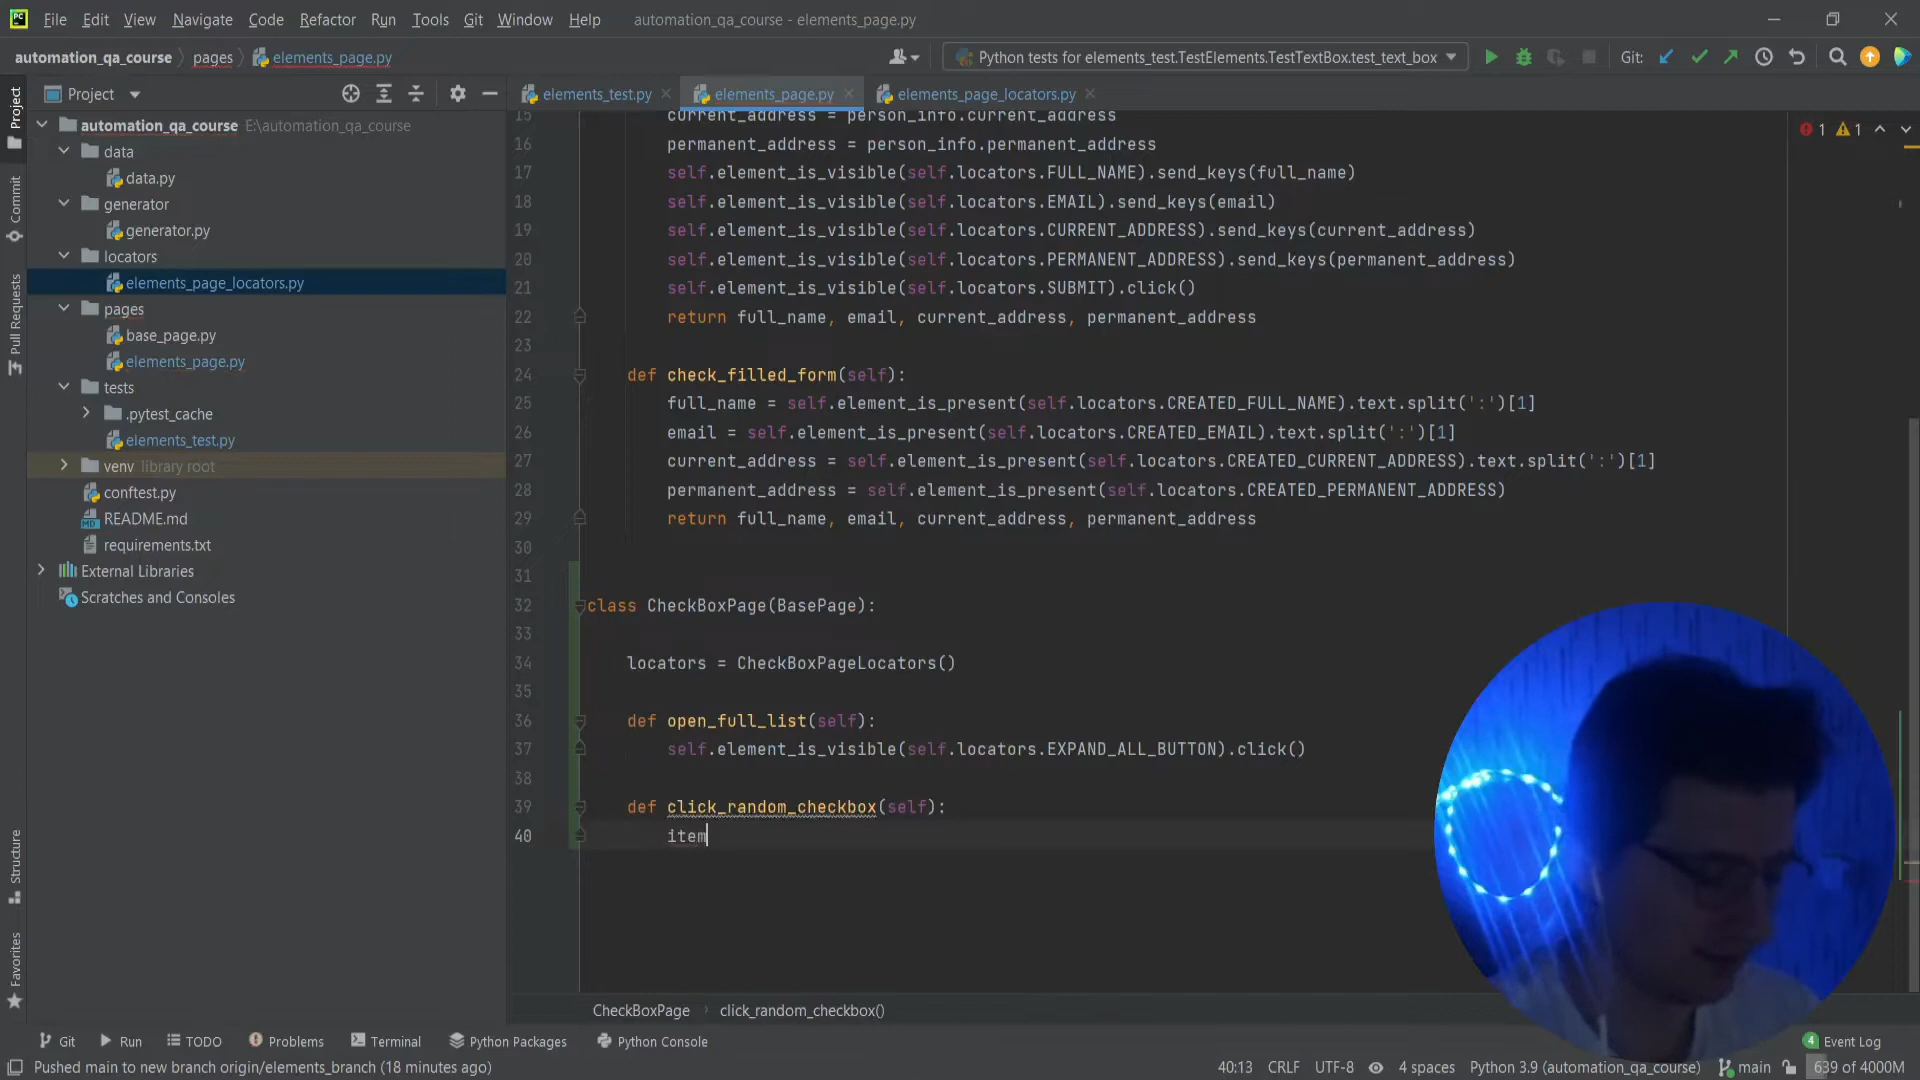 File Edit View Navigate Code Refactor Run Tools Git Window Help automation_qa_course - elements_page.py
automation_qa_course pages elements_page.py Python tests for elements_test.TestElements.TestTextBox.test_text_box Git:
Project elements_test.py elements_page.py elements_page_locators.py
automation_qa_course E:\automation_qa_course
data
data.py
generator
generator.py
locators
elements_page_locators.py
pages
base_page.py
elements_page.py
tests
.pytest_cache
elements_test.py
venv library root
conftest.py
README.md
requirements.txt
External Libraries
Scratches and Consoles
Project
Commit
Pull Requests
Structure
Favorites
1 1
15 current_address = person_info.current_address
16 permanent_address = person_info.permanent_address
17 self.element_is_visible(self.locators.FULL_NAME).send_keys(full_name)
18 self.element_is_visible(self.locators.EMAIL).send_keys(email)
19 self.element_is_visible(self.locators.CURRENT_ADDRESS).send_keys(current_address)
20 self.element_is_visible(self.locators.PERMANENT_ADDRESS).send_keys(permanent_address)
21 self.element_is_visible(self.locators.SUBMIT).click()
22 return full_name, email, current_address, permanent_address
23
24 def check_filled_form(self):
25 full_name = self.element_is_present(self.locators.CREATED_FULL_NAME).text.split(':')[1]
26 email = self.element_is_present(self.locators.CREATED_EMAIL).text.split(':')[1]
27 current_address = self.element_is_present(self.locators.CREATED_CURRENT_ADDRESS).text.split(':')[1]
28 permanent_address = self.element_is_present(self.locators.CREATED_PERMANENT_ADDRESS)
29 return full_name, email, current_address, permanent_address
30
31
32 class CheckBoxPage(BasePage):
33
34 locators = CheckBoxPageLocators()
35
36 def open_full_list(self):
37 self.element_is_visible(self.locators.EXPAND_ALL_BUTTON).click()
38
39 def click_random_checkbox(self):
40 item
CheckBoxPage click_random_checkbox()
Git Run TODO Problems Terminal Python Packages Python Console 4 Event Log
Pushed main to new branch origin/elements_branch (18 minutes ago) 40:13 CRLF UTF-8 4 spaces Python 3.9 (automation_qa_course) main 639 of 4000M